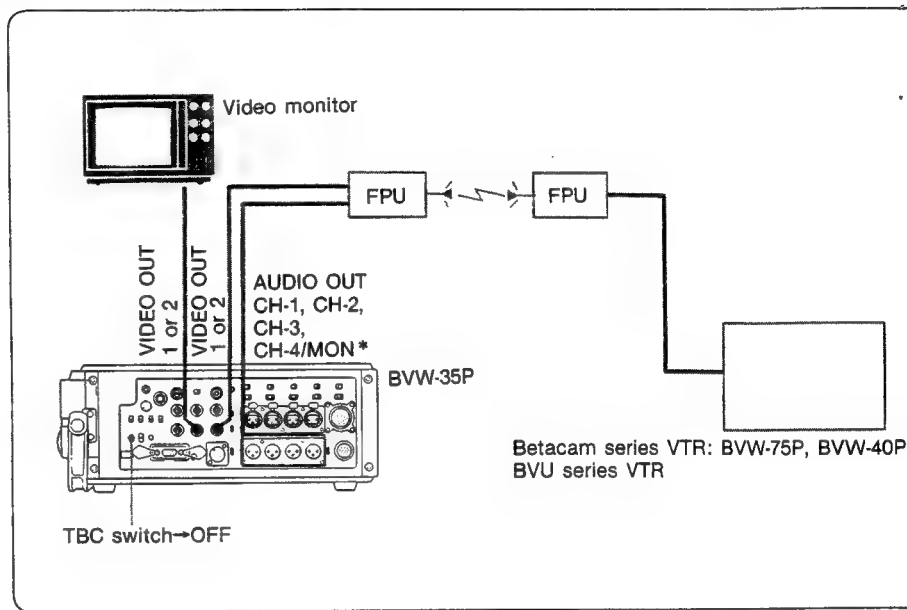 Video monitor
FPU
FPU
VIDEO OUT
1 or 2
VIDEO OUT
1 or 2
AUDIO OUT
CH-1, CH-2,
CH-3,
CH-4/MON*
BVW-35P
Betacam series VTR: BVW-75P, BVW-40P
BVU series VTR
TBC switch→OFF